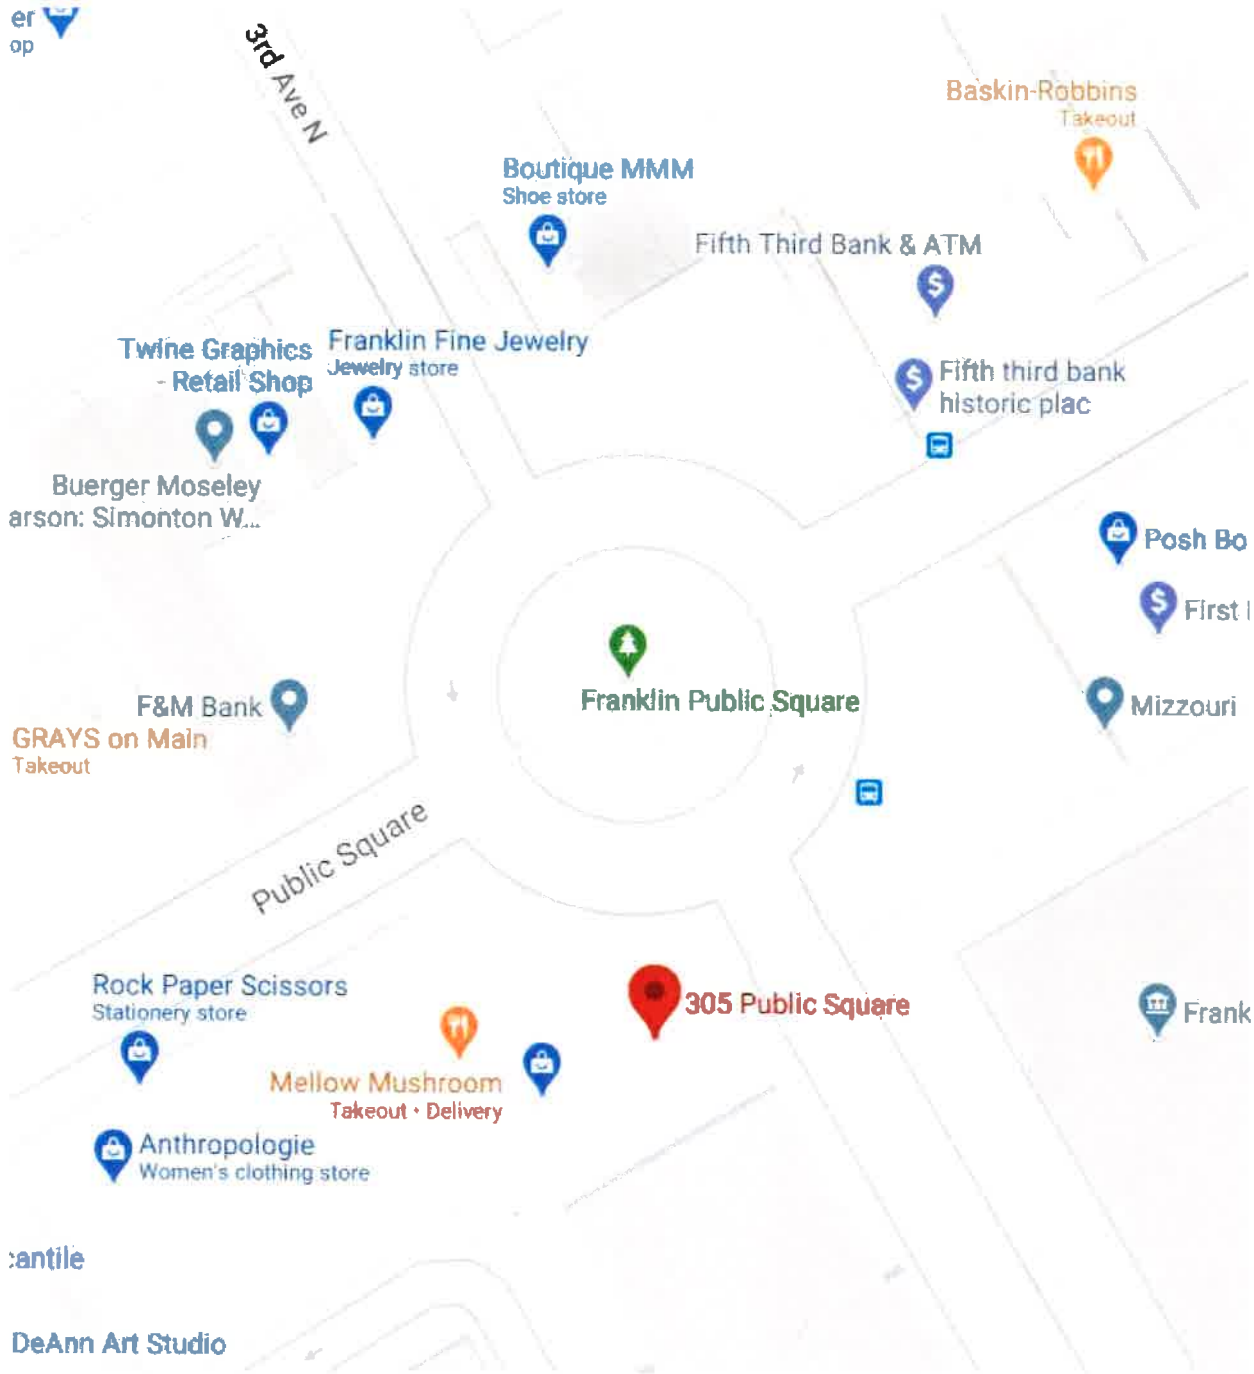 er
op
3rd Ave N
Baskin-Robbins
Takeout
Boutique MMM
Shoe store
Fifth Third Bank & ATM
Twine Graphics
- Retail Shop
Franklin Fine Jewelry
Jewelry store
Fifth third bank
historic plac
Buerger Moseley
arson: Simonton W...
Posh Bo
First
Franklin Public Square
F&M Bank
GRAYS on Main
Takeout
Mizzouri
Public Square
Rock Paper Scissors
Stationery store
305 Public Square
Frank
Mellow Mushroom
Takeout • Delivery
Anthropologie
Women's clothing store
cantile
DeAnn Art Studio